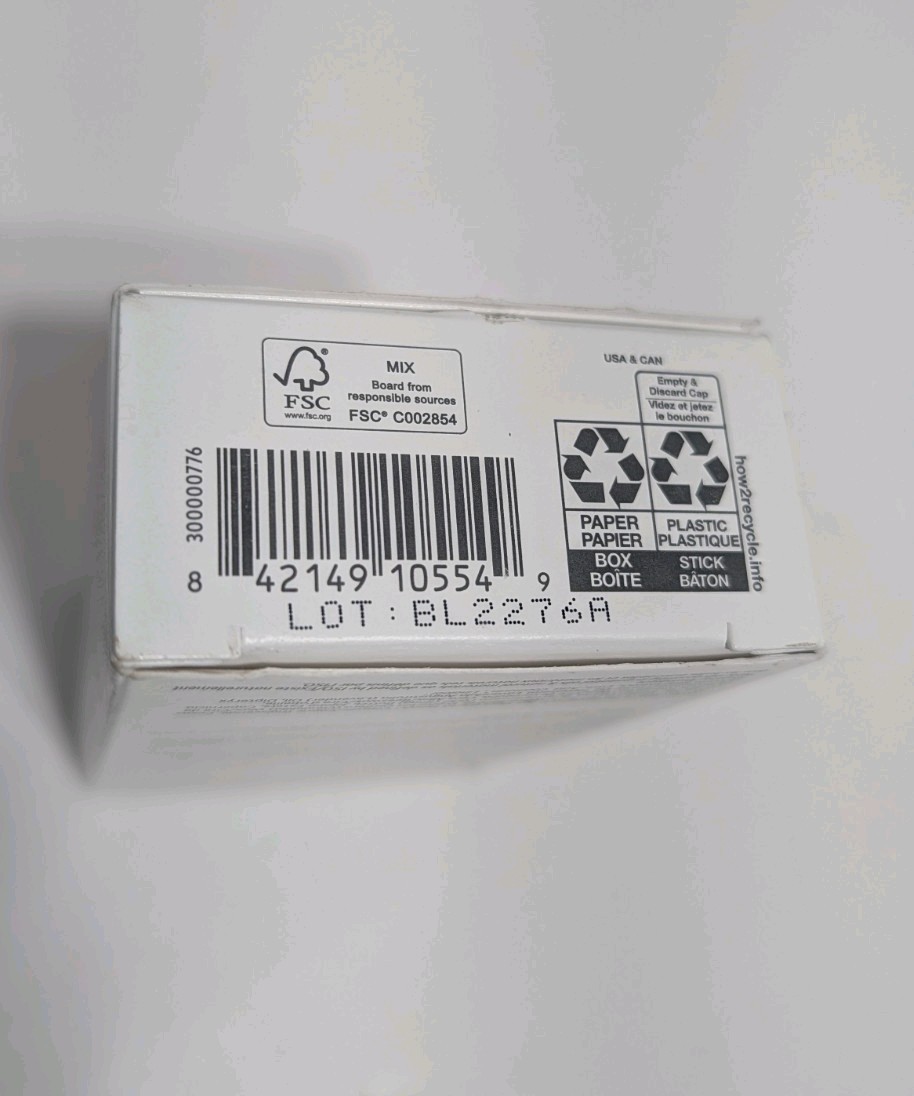 FSC®
www.fsc.org
MIX
Board from
responsible sources
FSC® C002854
USA & CAN
Empty &
Discard Cap
Videz et jetez
le bouchon
PAPER
PAPIER
BOX
BOÎTE
PLASTIC
PLASTIQUE
STICK
BÂTON
how2recycle.info
300000776
8 42149 10554 9
LOT:BL2276A